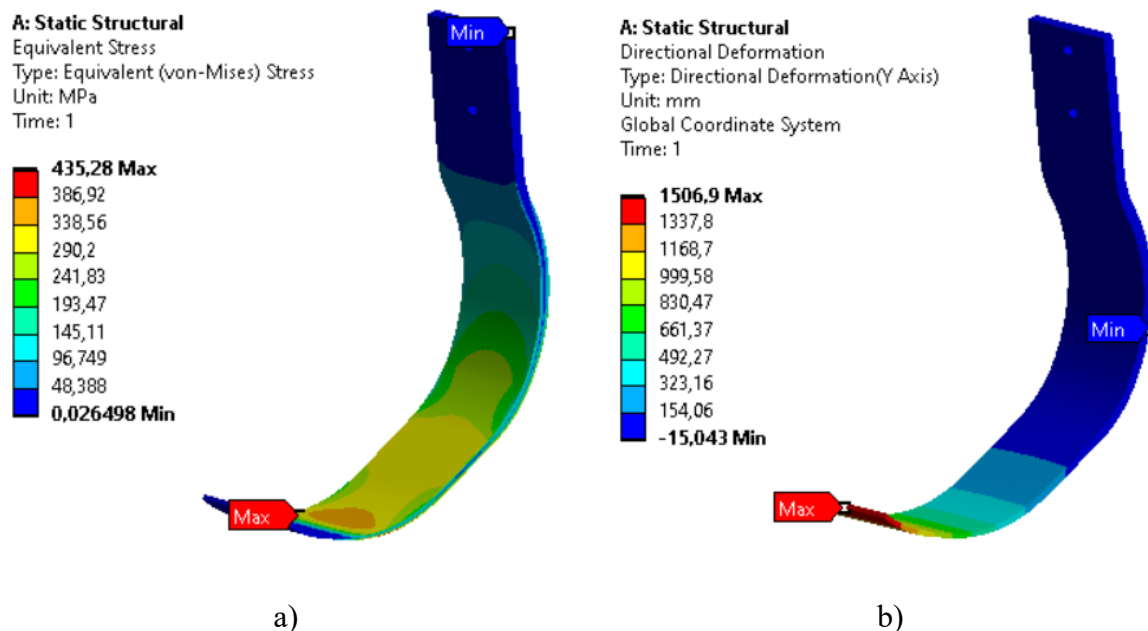 A: Static Structural
Equivalent Stress
Type: Equivalent (von-Mises) Stress
Unit: MPa
Time: 1
435,28 Max
386,92
338,56
290,2
241,83
193,47
145,11
96,749
48,388
0,026498 Min
Min
Max
a)
A: Static Structural
Directional Deformation
Type: Directional Deformation(Y Axis)
Unit: mm
Global Coordinate System
Time: 1
1506,9 Max
1337,8
1168,7
999,58
830,47
661,37
492,27
323,16
154,06
-15,043 Min
Min
Max
b)